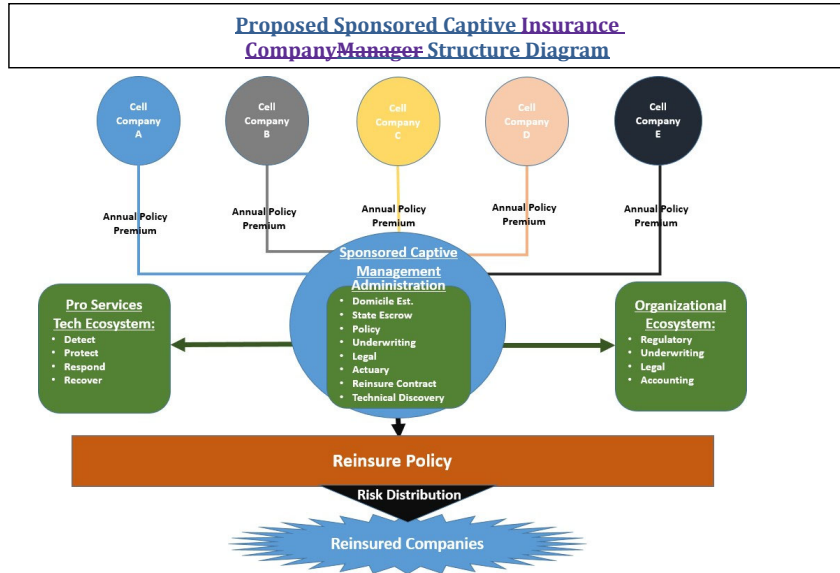 Proposed Sponsored Captive Insurance
CompanyManager Structure Diagram
Cell
Company
A
Cell
Company
B
Cell
Company
C
Cell
Company
D
Cell
Company
E
Annual Policy
Premium
Annual Policy
Premium
Annual Policy
Premium
Annual Policy
Premium
Annual Policy
Premium
Sponsored Captive
Management
Administration
• Domicile Est.
• State Escrow
• Policy
• Underwriting
• Legal
• Actuary
• Reinsure Contract
• Technical Discovery
Pro Services
Tech Ecosystem:
• Detect
• Protect
• Respond
• Recover
Organizational
Ecosystem:
• Regulatory
• Underwriting
• Legal
• Accounting
Reinsure Policy
Risk Distribution
Reinsured Companies